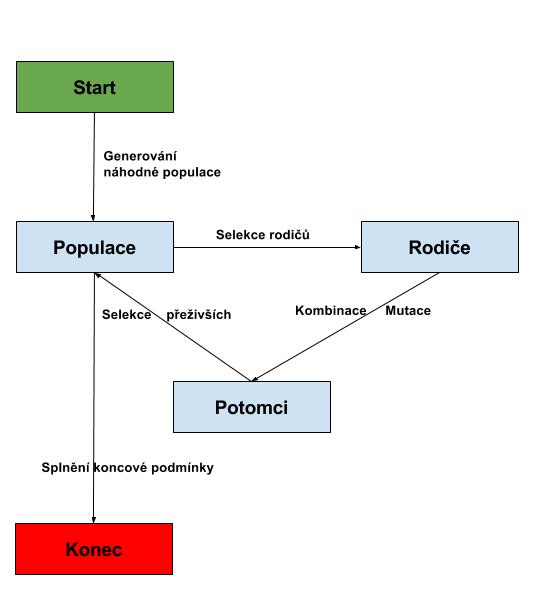 Start
Generování
náhodné populace
Populace
Selekce rodičů
Rodiče
Selekce přeživších
Kombinace Mutace
Potomci
Splnění koncové podmínky
Konec